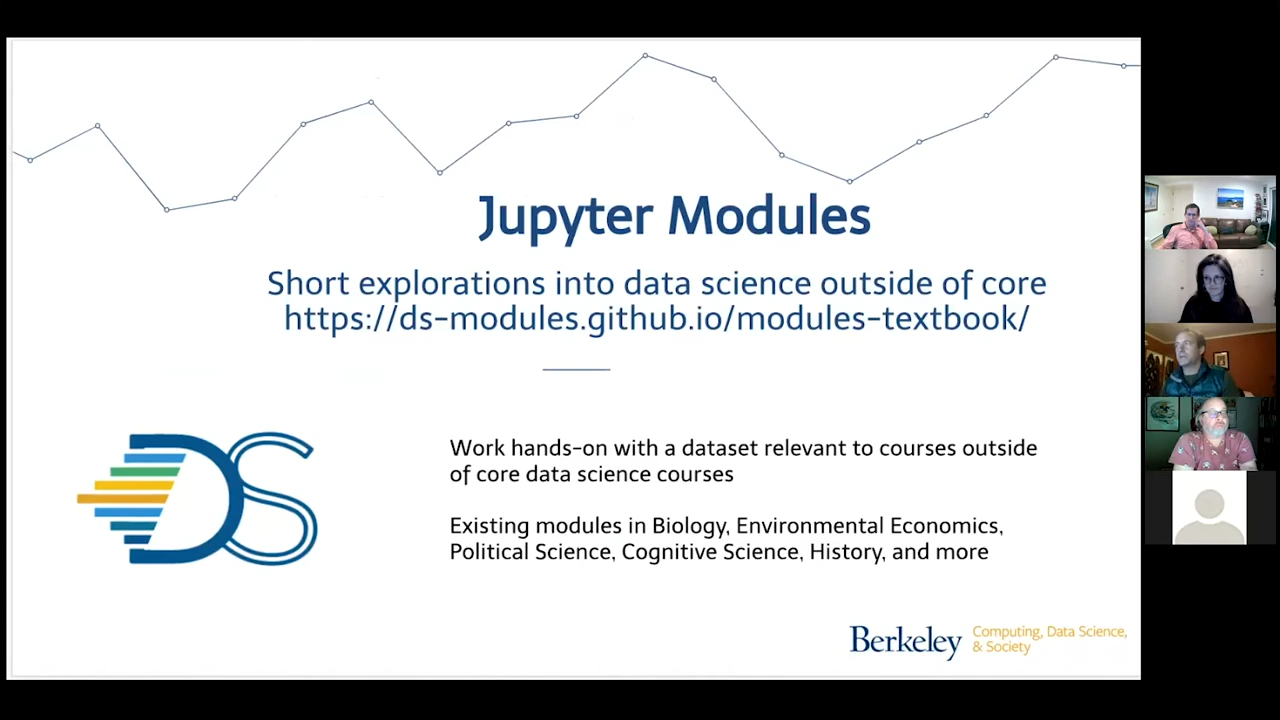 Jupyter Modules
Short explorations into data science outside of core
https://ds-modules.github.io/modules-textbook/
DS
Work hands-on with a dataset relevant to courses outside
of core data science courses
Existing modules in Biology, Environmental Economics,
Political Science, Cognitive Science, History, and more
Berkeley
Computing, Data Science,
& Society